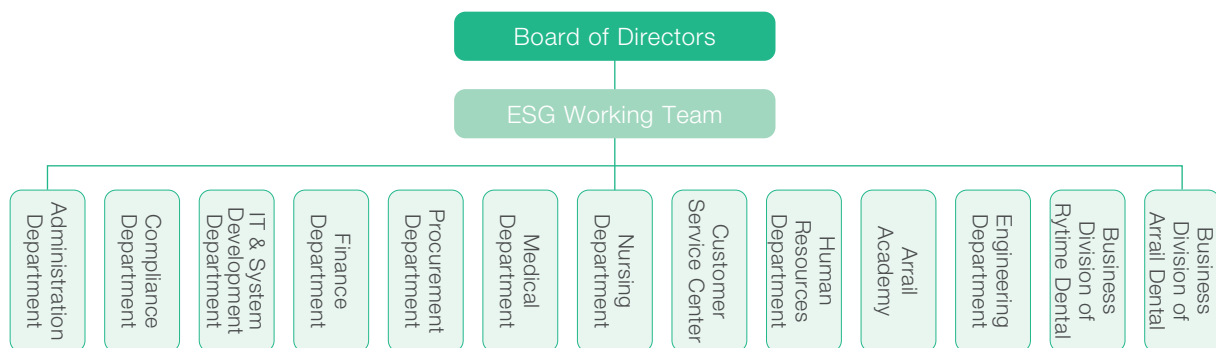 Board of Directors
ESG Working Team
Administration
Department
Compliance
Department
IT & System
Development
Department
Finance
Department
Procurement
Department
Medical
Department
Nursing
Department
Customer
Service Center
Human
Resources
Department
Arrail
Academy
Engineering
Department
Business
Division of
Rytime Dental
Business
Division of
Arrail Dental